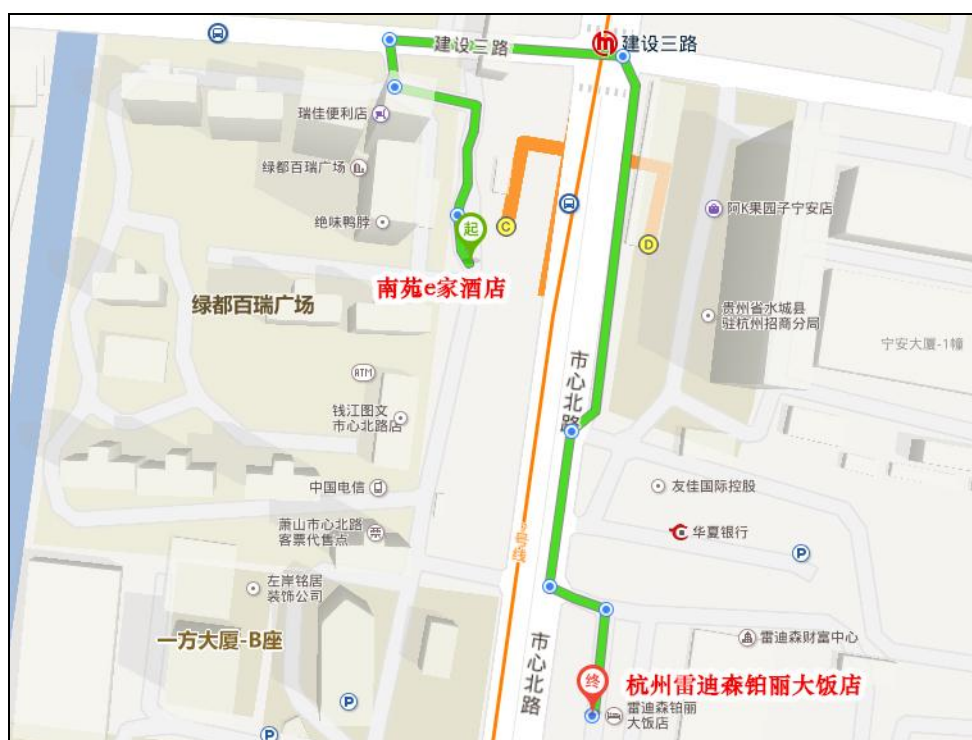 建设三路
建设三路
瑞佳便利店
绿都百瑞广场
绝味鸭脖
起
C
阿K果园子宁安店
D
南苑e家酒店
绿都百瑞广场
贵州省水城县
驻杭州招商分局
宁安大厦-1幢
ATM
市心北路
钱江图文
市心北路店
中国电信
友佳国际控股
萧山市心北路
客票代售点
华夏银行
P
号线
左岸铭居
装饰公司
一方大厦-B座
雷迪森财富中心
市心北路
终
杭州雷迪森铂丽大饭店
雷迪森铂丽
大饭店
P
P